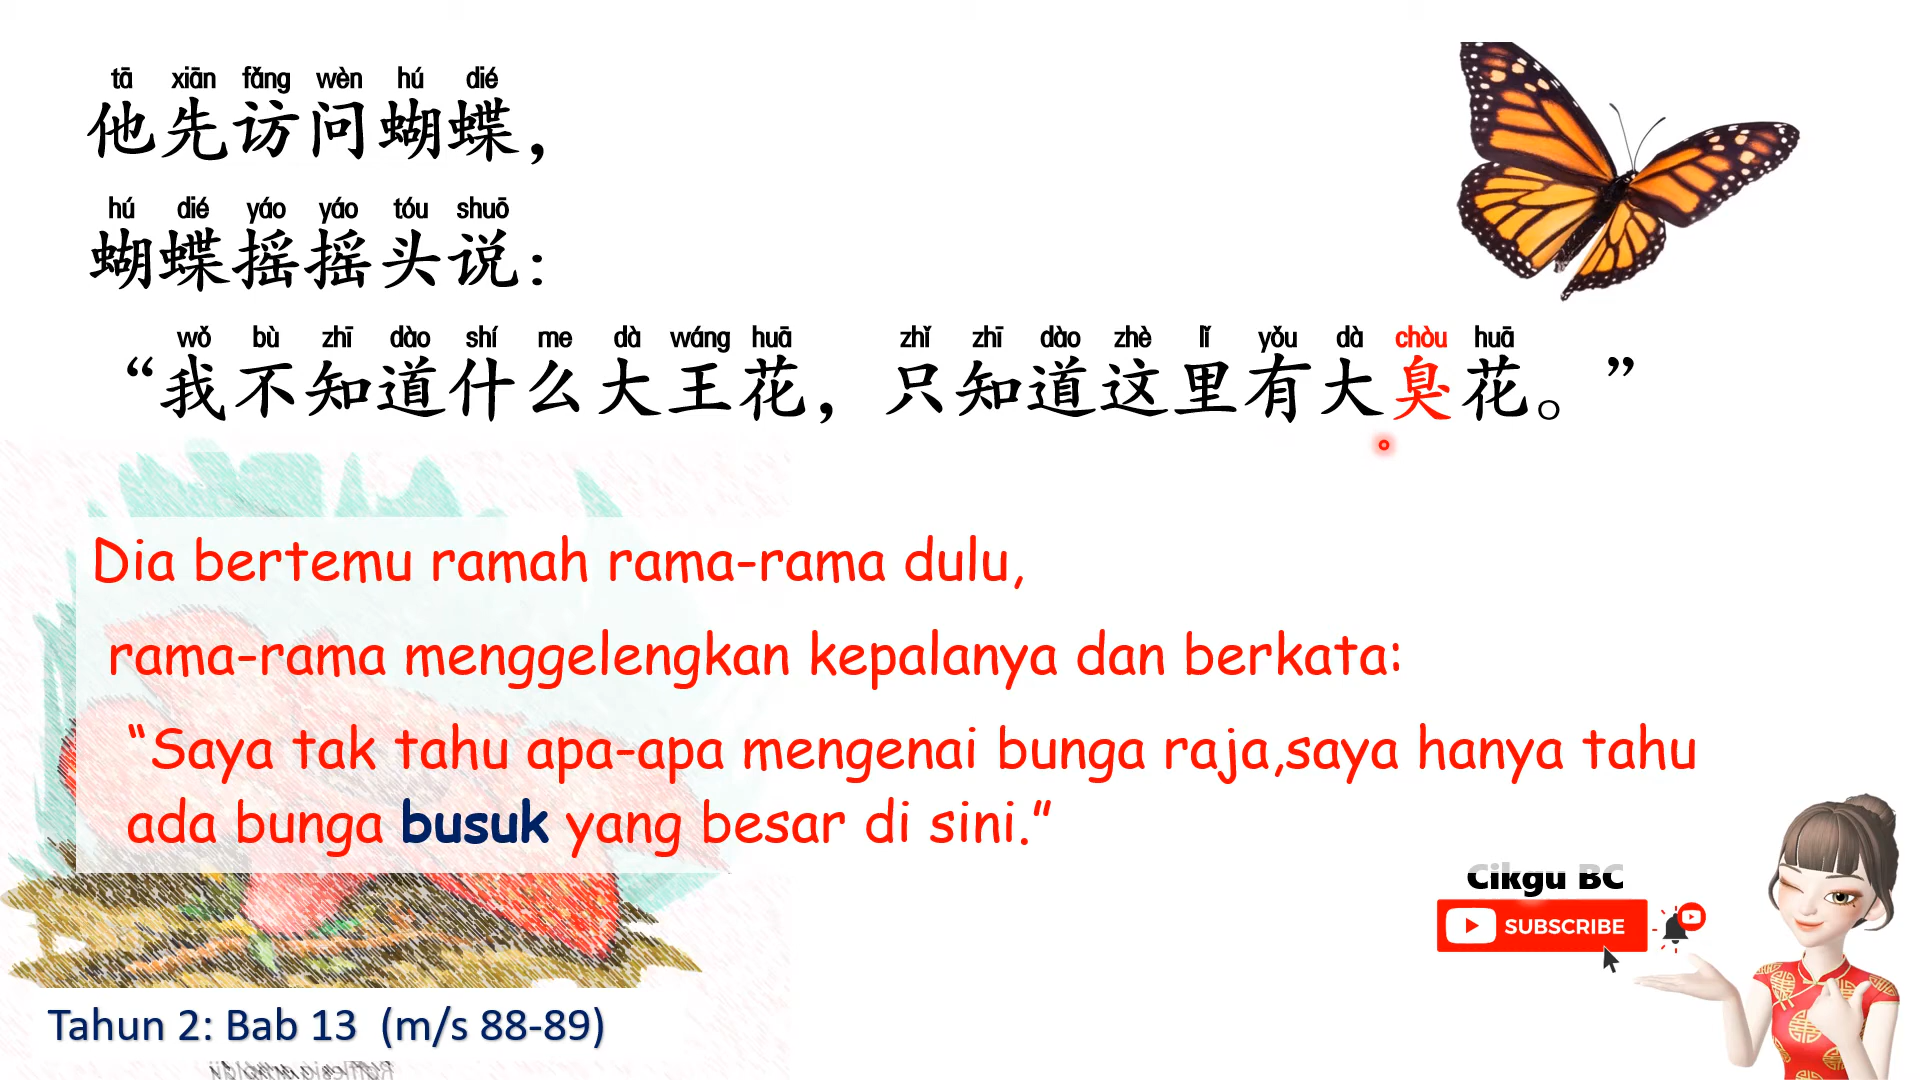 tā xiān fǎng wèn hú dié
他先访问蝴蝶，
hú dié yáo yáo tóu shuō
蝴蝶摇摇头说：
wǒ bù zhī dào shí me dà wáng huā zhǐ zhī dào zhè lǐ yǒu dà chòu huā
“我不知道什么大王花，只知道这里有大臭花。”
Dia bertemu ramah rama-rama dulu,
rama-rama menggelengkan kepalanya dan berkata:
“Saya tak tahu apa-apa mengenai bunga raja,saya hanya tahu
ada bunga busuk yang besar di sini.”
Cikgu BC
SUBSCRIBE
Tahun 2: Bab 13 (m/s 88-89)